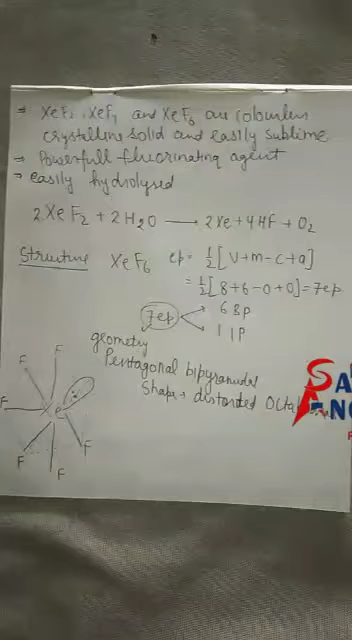 → XeF2, XeF4 and XeF6 are colourless
crystalline solid and easily sublime
→ Powerfull fluorinating agent
→ easily hydrolysed
2XeF2 + 2H2O → 2Xe + 4HF + O2
Structure XeF6 ep = 1/2 [V+m-c+a]
= 1/2 [8+6-0+0] = 7ep
7ep 6 BP
1 lP
geometry
Pentagonal bipyramidal
Shape → distorted Octa
F F
F Xe
F F
F
SA
NG